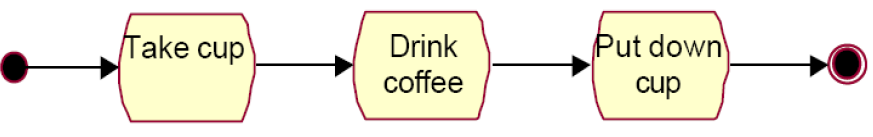 Take cup
Drink
coffee
Put down
cup